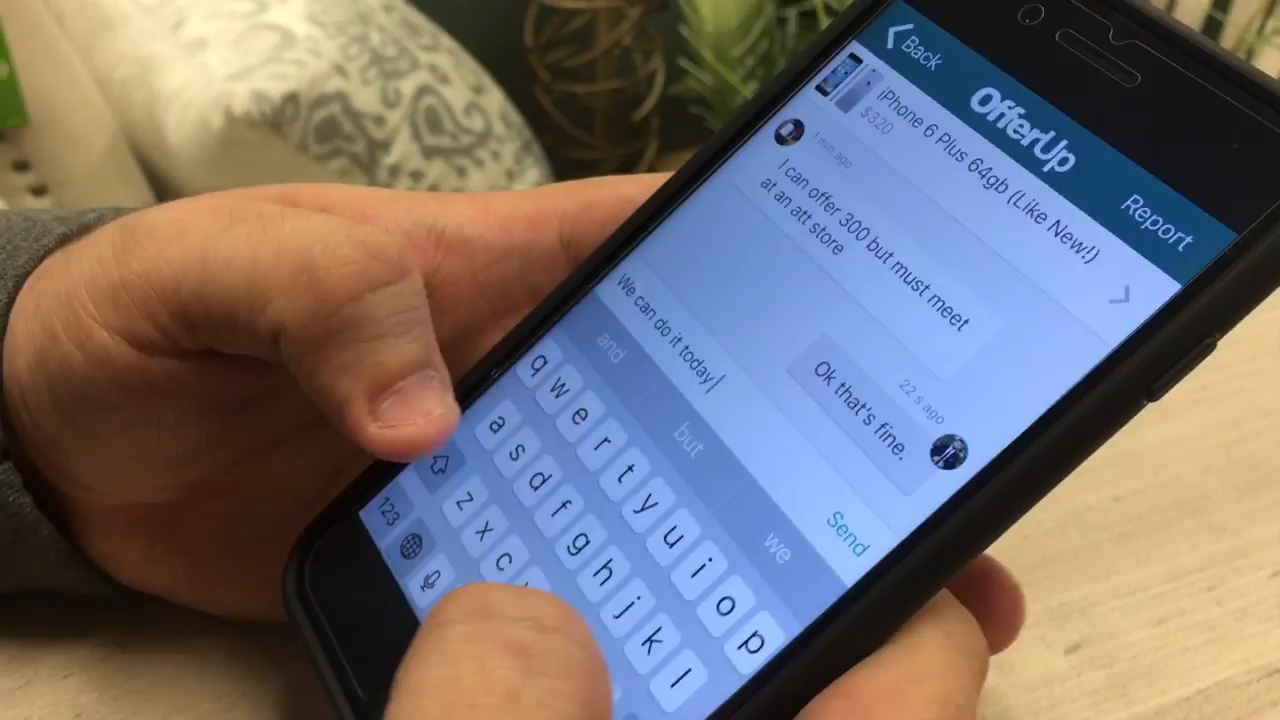 Back
OfferUp
Report
iPhone 6 Plus 64gb (Like New!)
$320
1 min ago
I can offer 300 but must meet
at an att store
22 s ago
Ok that's fine,
We can do it today
Send
and
but
we
q w e r t y u i o p
a s d f g h j k l
z x c
123